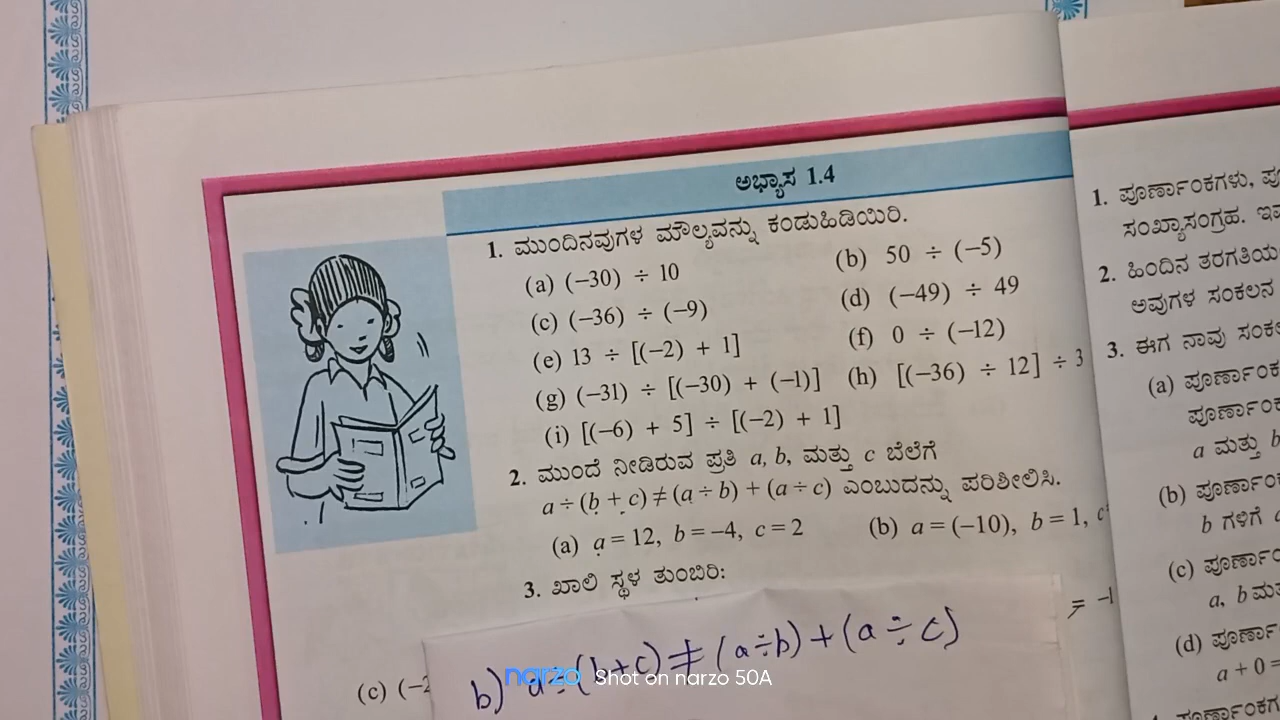 ಅಭ್ಯಾಸ 1.4
1. ಮುಂದಿನವುಗಳ ಮೌಲ್ಯವನ್ನು ಕಂಡುಹಿಡಿಯಿರಿ.
(a) (–30) ÷ 10 (b) 50 ÷ (–5)
(c) (–36) ÷ (–9) (d) (–49) ÷ 49
(e) 13 ÷ [(–2) + 1] (f) 0 ÷ (–12)
(g) (–31) ÷ [(–30) + (–1)] (h) [(–36) ÷ 12] ÷ 3
(i) [(–6) + 5] ÷ [(–2) + 1]
2. ಮುಂದೆ ನೀಡಿರುವ ಪ್ರತಿ a, b, ಮತ್ತು c ಬೆಲೆಗೆ
a ÷ (b + c) ≠ (a ÷ b) + (a ÷ c) ಎಂಬುದನ್ನು ಪರಿಶೀಲಿಸಿ.
(a) a = 12, b = –4, c = 2 (b) a = (–10), b = 1, c
3. ಖಾಲಿ ಸ್ಥಳ ತುಂಬಿರಿ:
= –1
b) a ÷ (b+c) ≠ (a÷b) + (a ÷ c)
(c) (–2
narzo Shot on narzo 50A
1. ಪೂರ್ಣಾಂಕಗಳು,
ಸಂಖ್ಯಾಸಂಗ್ರಹ.
2. ಹಿಂದಿನ ತರಗತಿಯ
ಅವುಗಳ ಸಂಕಲನ
3. ಈಗ ನಾವು
(a) ಪೂರ್ಣಾಂಕ
ಪೂರ್ಣಾಂಕ
a ಮತ್ತು b
(b) ಪೂರ್ಣಾಂಕ
b ಗಳಿಗೆ
(c) ಪೂರ್ಣಾಂಕ
a, b
(d) ಪೂರ್ಣಾ
a + 0 =